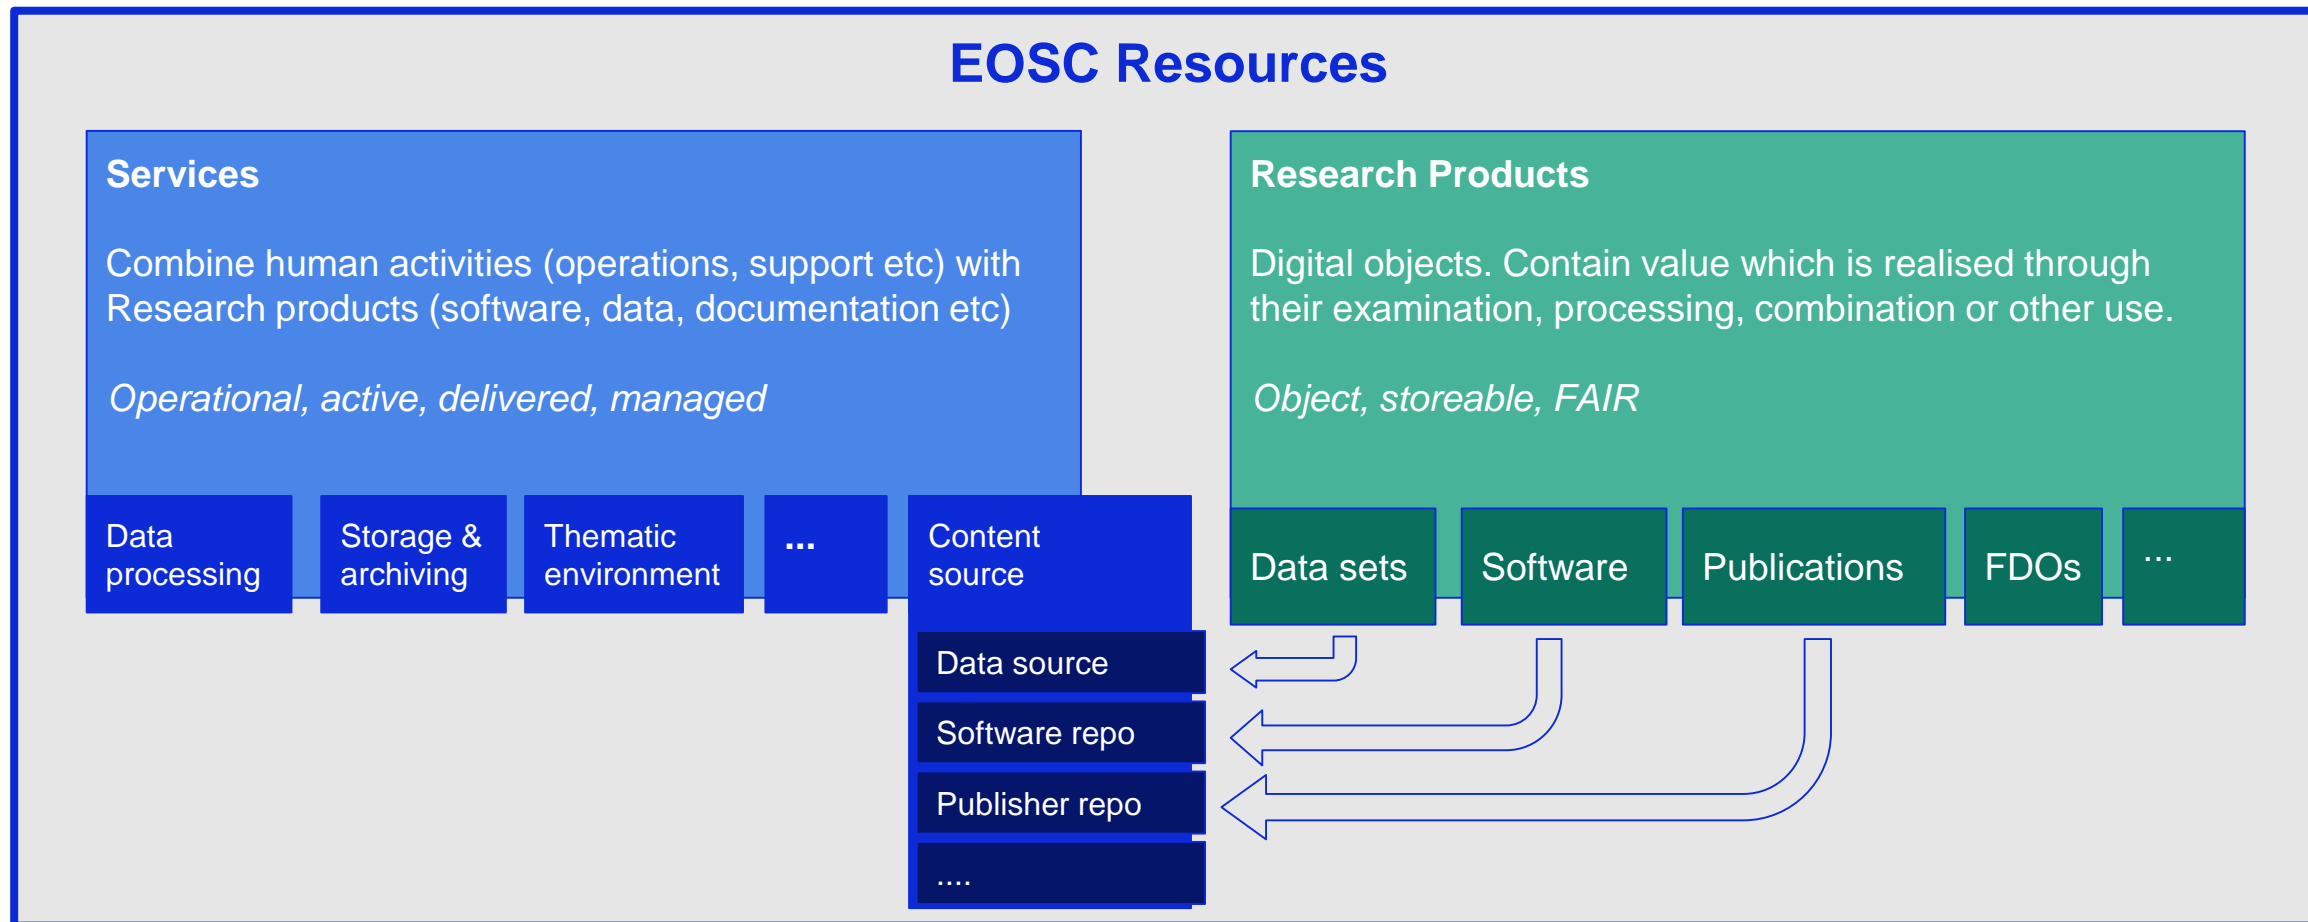 EOSC Resources
Services
Combine human activities (operations, support etc) with
Research products (software, data, documentation etc)
Operational, active, delivered, managed
Data
processing
Storage &
archiving
Thematic
environment
...
Content
source
Data source
Software repo
Publisher repo
....
Research Products
Digital objects. Contain value which is realised through
their examination, processing, combination or other use.
Object, storeable, FAIR
Data sets
Software
Publications
FDOs
...